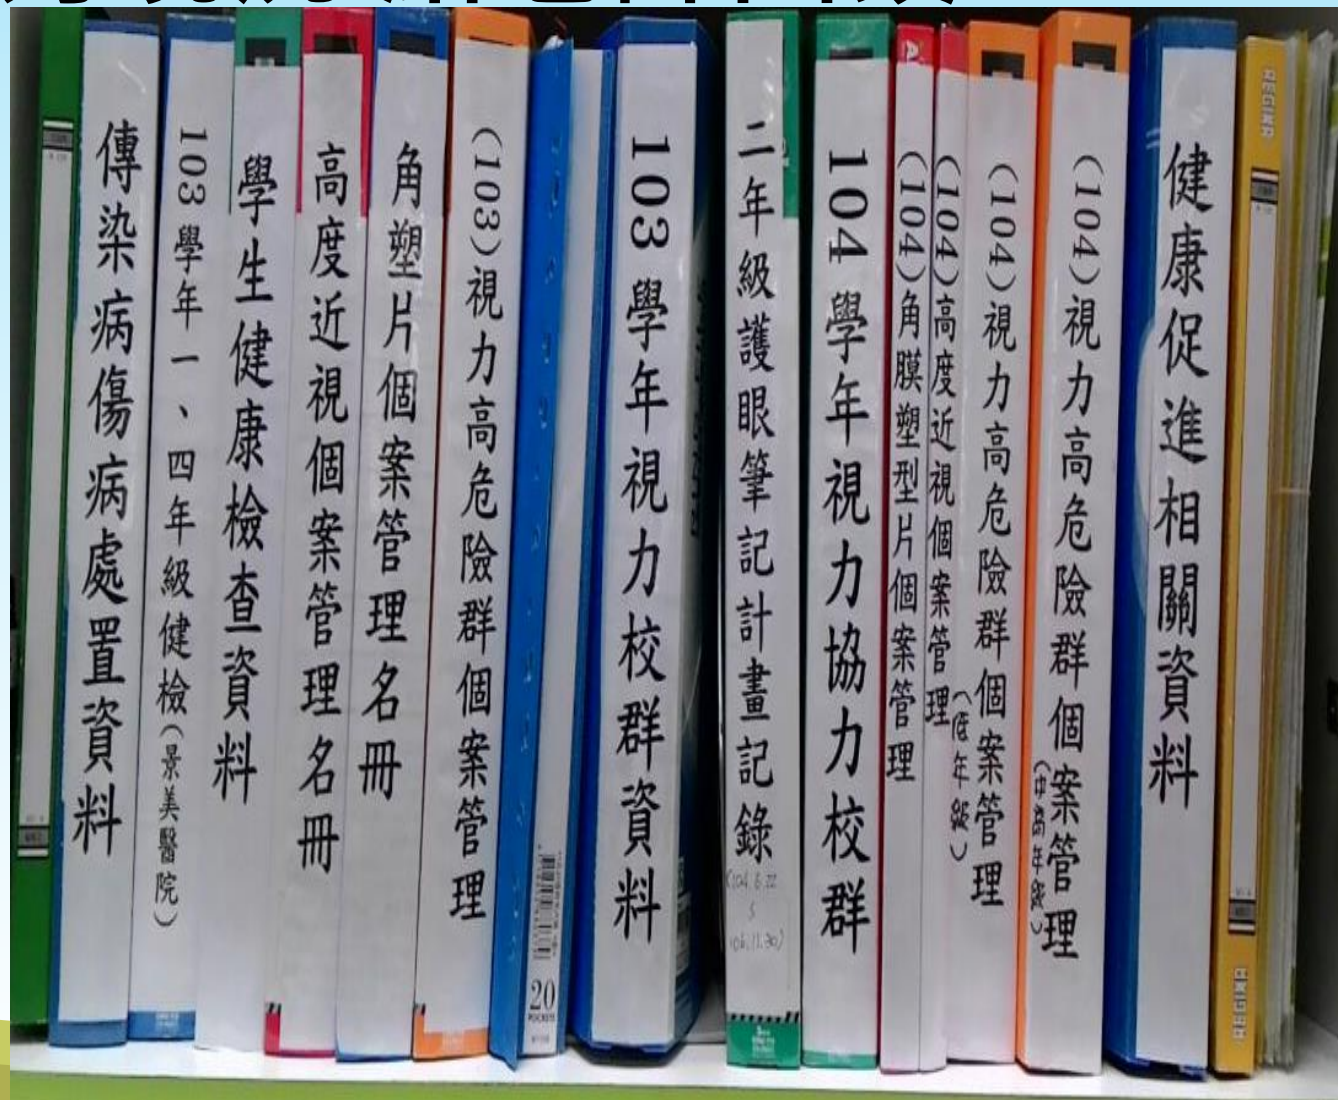 傳染病傷病處置資料
103學年一、四年級健檢(景美醫院)
學生健康檢查資料
高度近視個案管理名冊
角塑片個案管理名冊
(103)視力高危險群個案管理
20
POCKETS
103學年視力校群資料
二年級護眼筆記計畫記錄
104學年視力協力校群
(104)角膜塑型片個案管理
(104)高度近視個案管理
(104)視力高危險群個案管理
(低年級)
(104)視力高危險群個案管理
(中高年級)
健康促進相關資料